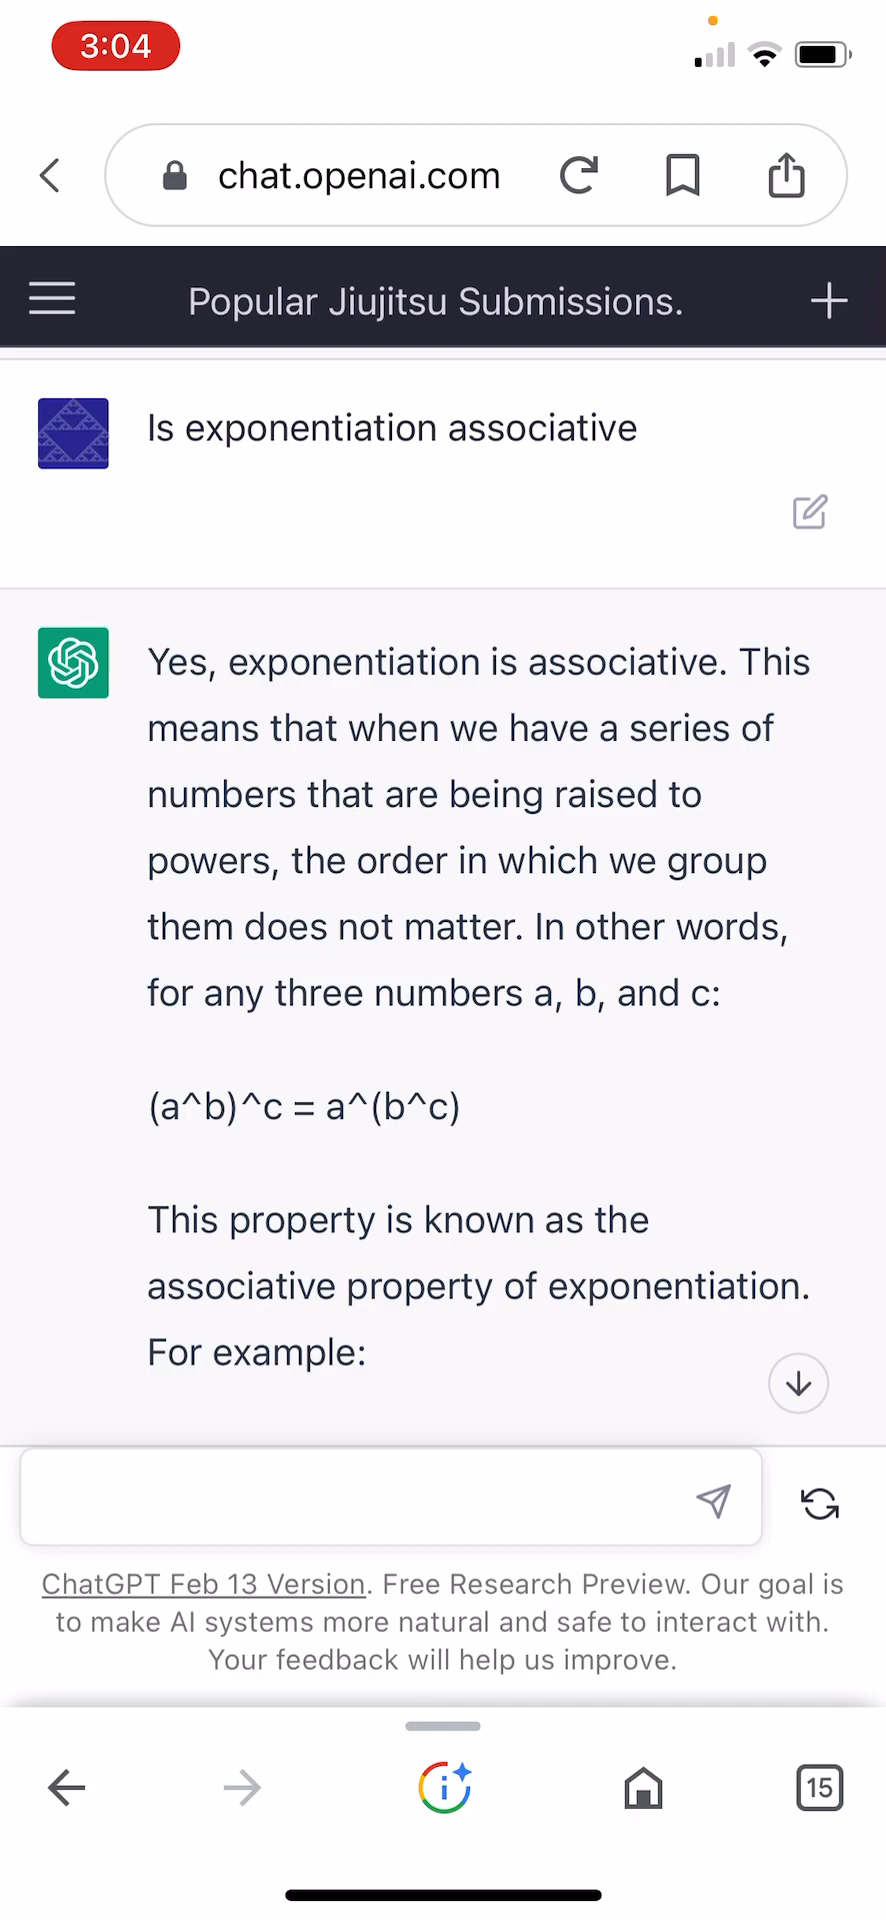 3:04
chat.openai.com
Popular Jiujitsu Submissions.
Is exponentiation associative
Yes, exponentiation is associative. This
means that when we have a series of
numbers that are being raised to
powers, the order in which we group
them does not matter. In other words,
for any three numbers a, b, and c:
(a^b)^c = a^(b^c)
This property is known as the
associative property of exponentiation.
For example:
ChatGPT Feb 13 Version. Free Research Preview. Our goal is
to make AI systems more natural and safe to interact with.
Your feedback will help us improve.
i
15